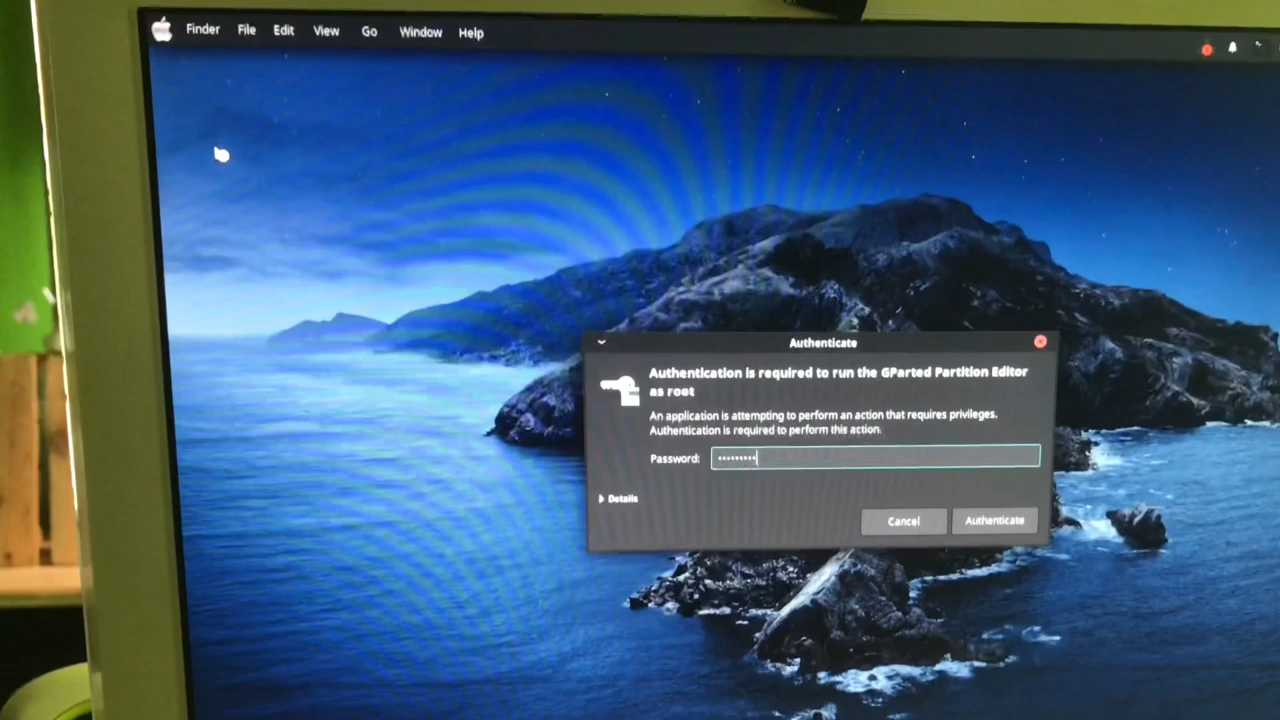 Finder File Edit View Go Window Help
Authenticate
Authentication is required to run the GParted Partition Editor
as root
An application is attempting to perform an action that requires privileges.
Authentication is required to perform this action.
Password: •••••••••
Details
Cancel Authenticate